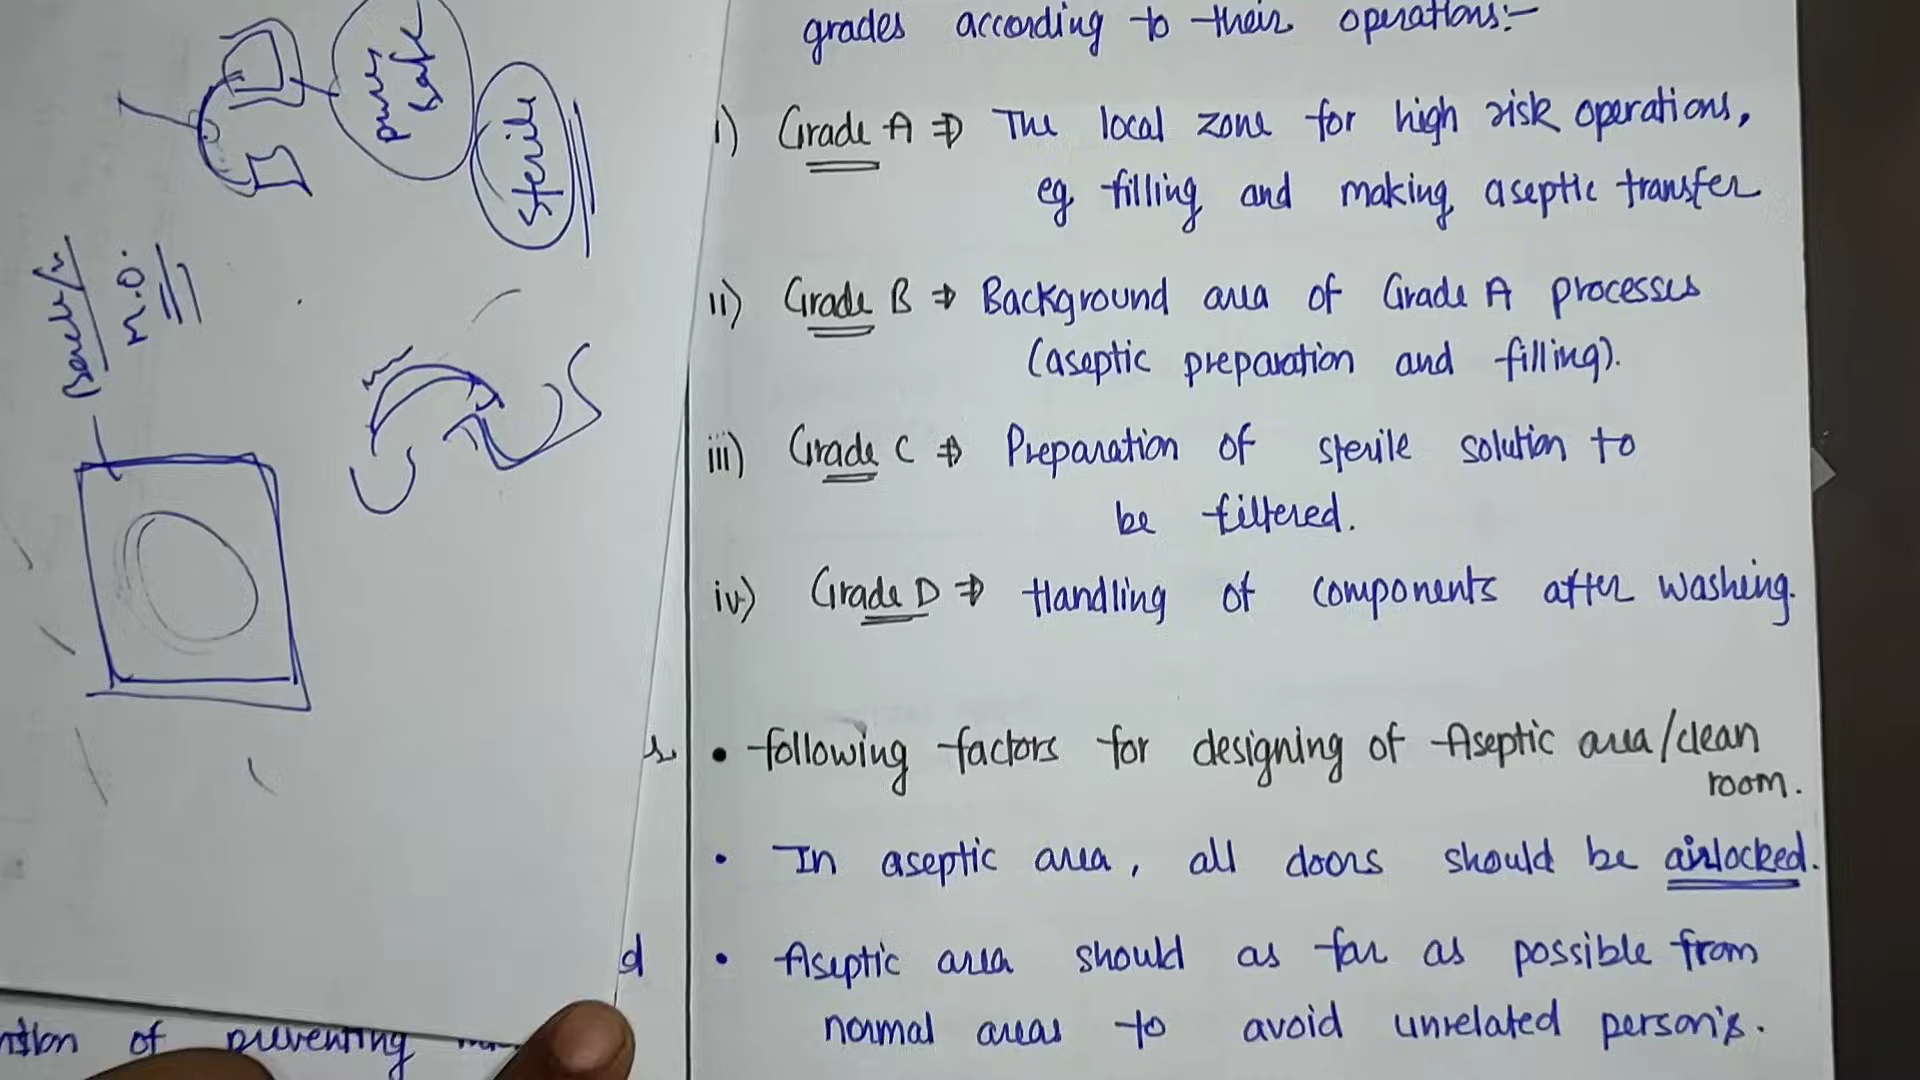 grades according to their operations:-
i) Grade A ⇒ The local zone for high risk operations,
eg filling and making aseptic transfer
ii) Grade B ⇒ Background area of Grade A processes
(aseptic preparation and filling).
iii) Grade C ⇒ Preparation of sterile solution to
be filtered.
iv) Grade D ⇒ Handling of components after washing.
• following factors for designing of Aseptic area/clean
room.
• In aseptic area, all doors should be airlocked.
• Aseptic area should as far as possible from
normal areas to avoid unrelated person's.
sterile
M.O.
d
of preventing